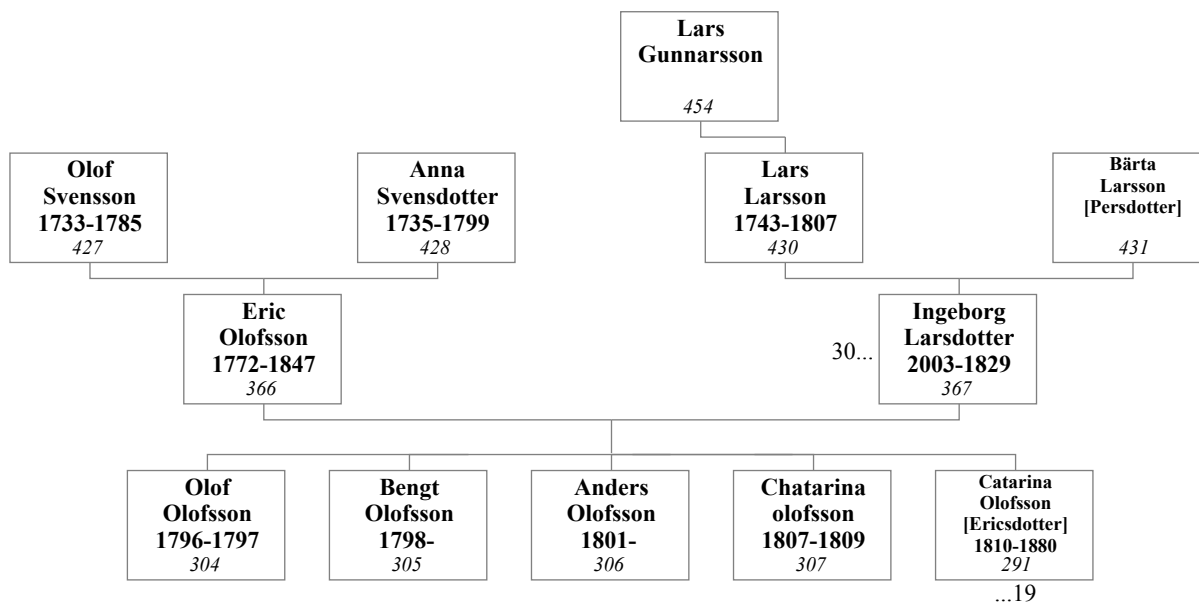 Lars
Gunnarsson
454
Olof
Svensson
1733-1785
427
Anna
Svensdotter
1735-1799
428
Lars
Larsson
1743-1807
430
Bärta
Larsson
[Persdotter]
431
Eric
Olofsson
1772-1847
366
30...
Ingeborg
Larsdotter
2003-1829
367
Olof
Olofsson
1796-1797
304
Bengt
Olofsson
1798-
305
Anders
Olofsson
1801-
306
Chatarina
olofsson
1807-1809
307
Catarina
Olofsson
[Ericsdotter]
1810-1880
291
...19